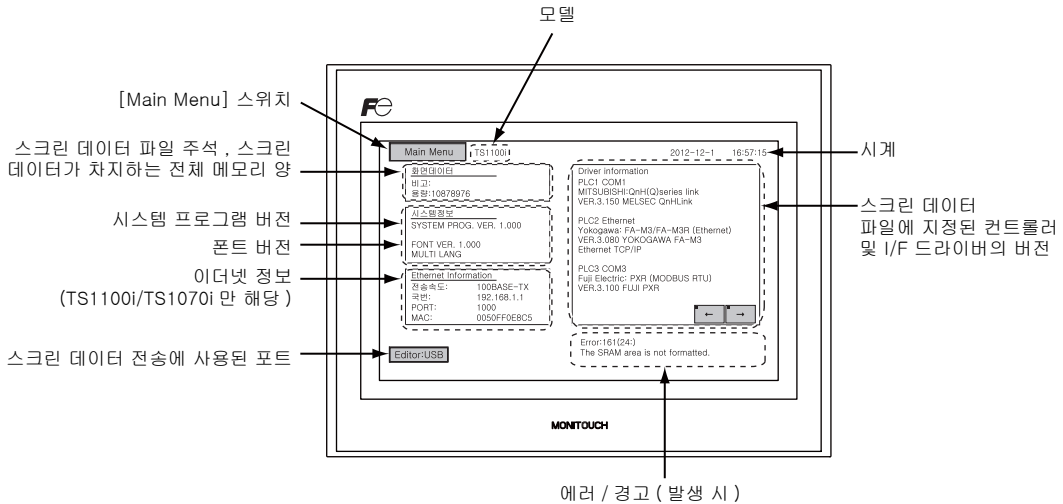 모델
[Main Menu] 스위치
스크린 데이터 파일 주석 , 스크린
데이터가 차지하는 전체 메모리 양
시스템 프로그램 버전
폰트 버전
이더넷 정보
(TS1100i/TS1070i 만 해당 )
스크린 데이터 전송에 사용된 포트
Fe
Main Menu
TS1100i
2012-12-1 16:57:15
화면데이터
비고:
용량:10878976
시스템정보
SYSTEM PROG. VER. 1.000
FONT VER. 1.000
MULTI LANG
Ethernet Information
전송속도: 100BASE-TX
국번: 192.168.1.1
PORT: 1000
MAC: 0050FF0E8C5
Editor:USB
Driver information
PLC1 COM1
MITSUBISHI:QnH(Q)series link
VER.3.150 MELSEC QnHLink
PLC2 Ethernet
Yokogawa: FA-M3/FA-M3R (Ethernet)
VER.3.080 YOKOGAWA FA-M3
Ethernet TCP/IP
PLC3 COM3
Fuji Electric: PXR (MODBUS RTU)
VER.3.100 FUJI PXR
← →
Error:161(24:)
The SRAM area is not formatted.
MONITOUCH
시계
스크린 데이터
파일에 지정된 컨트롤러
및 I/F 드라이버의 버전
에러 / 경고 ( 발생 시 )